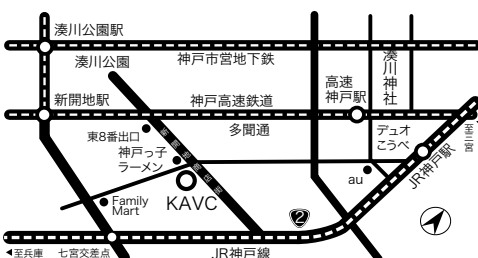 湊川公園駅
湊川公園
神戸市営地下鉄
湊川神社
新開地駅
神戸高速鉄道
高速
神戸駅
東8番出口
多聞通
デュオ
こうべ
至三宮
神戸っ子
ラーメン
JR神戸駅
au
KAVC
Family
Mart
2
◀至兵庫
七宮交差点
JR神戸線